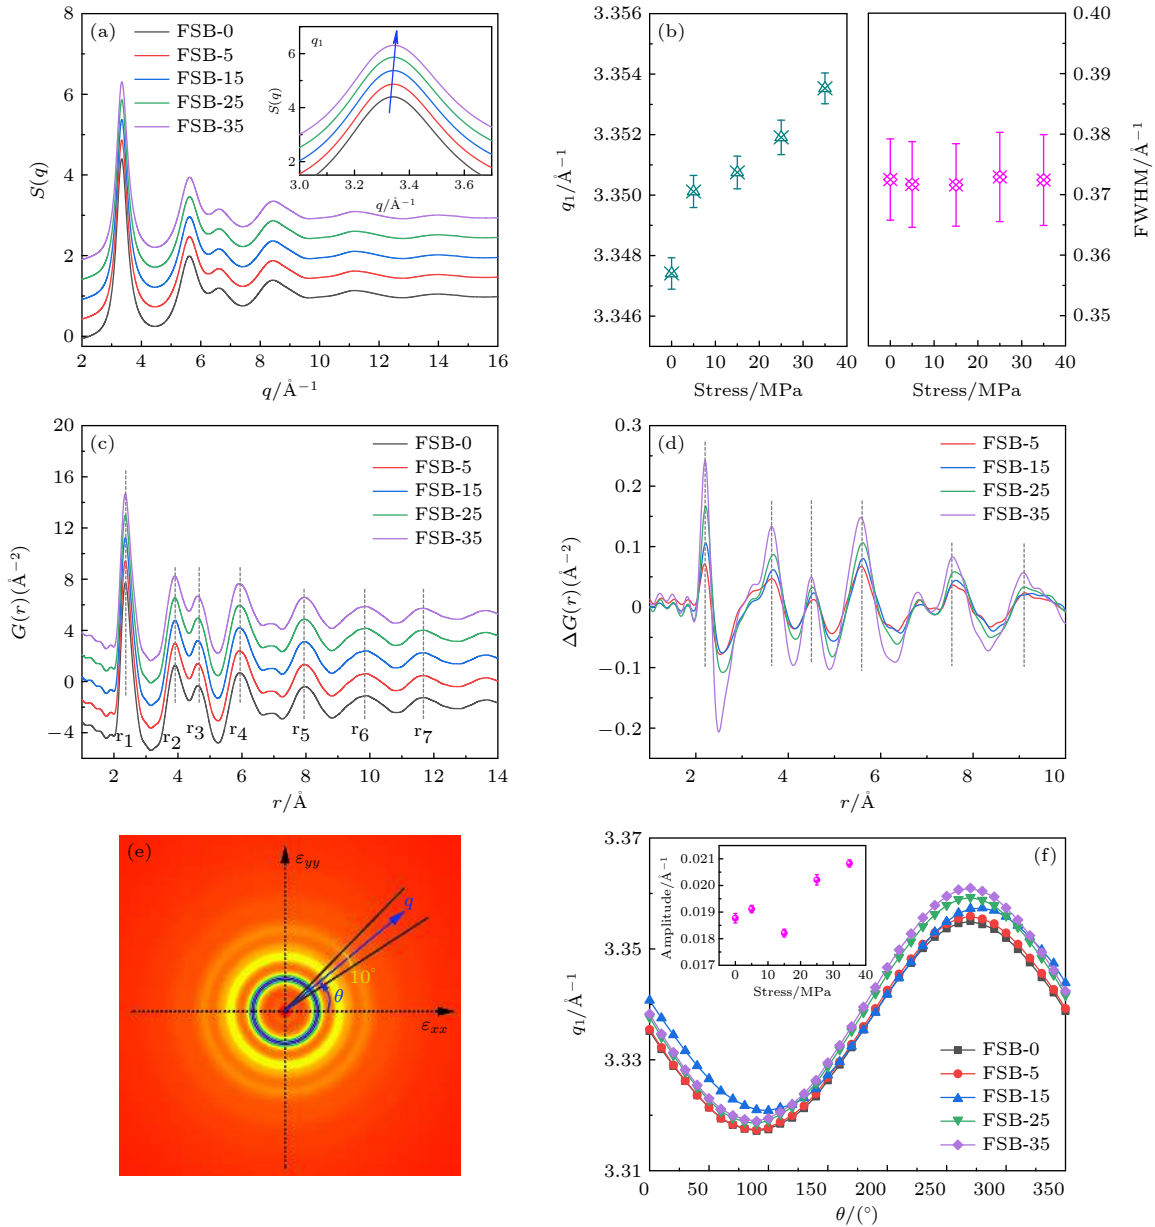 (a)
FSB-0
FSB-5
FSB-15
FSB-25
FSB-35
S(q)
8
6
4
2
0
2 4 6 8 10 12 14 16
q/Å⁻¹
q₁
S(q)
6
4
2
3.0 3.2 3.4 3.6
q/Å⁻¹
(b)
q₁/Å⁻¹
3.356
3.354
3.352
3.350
3.348
3.346
0 10 20 30 40
Stress/MPa
0 10 20 30 40
Stress/MPa
0.40
0.39
0.38
0.37
0.36
0.35
FWHM/Å⁻¹
(c)
FSB-0
FSB-5
FSB-15
FSB-25
FSB-35
G(r)(Å⁻²)
20
16
12
8
4
0
−4
r₁ r₂ r₃ r₄ r₅ r₆ r₇
2 4 6 8 10 12 14
r/Å
(d)
FSB-5
FSB-15
FSB-25
FSB-35
ΔG(r)(Å⁻²)
0.3
0.2
0.1
0
−0.1
−0.2
2 4 6 8 10
r/Å
(e)
εyy
q
10°
θ
εxx
(f)
q₁/Å⁻¹
3.37
3.35
3.33
3.31
Amplitude/Å⁻¹
0.021
0.020
0.019
0.018
0.017
0 10 20 30 40
Stress/MPa
FSB-0
FSB-5
FSB-15
FSB-25
FSB-35
0 50 100 150 200 250 300 350
θ/(°)